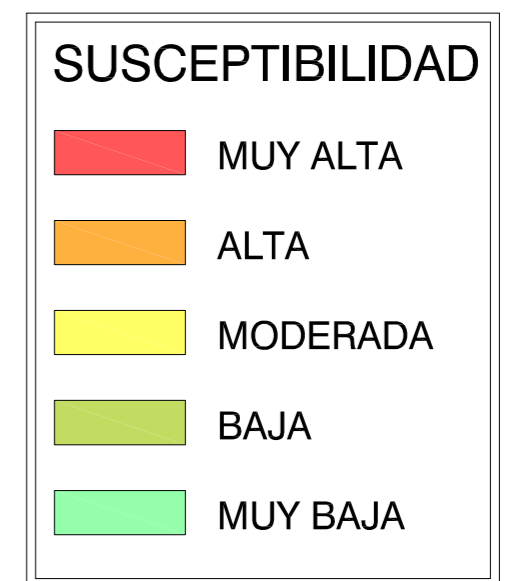 SUSCEPTIBILIDAD
MUY ALTA
ALTA
MODERADA
BAJA
MUY BAJA